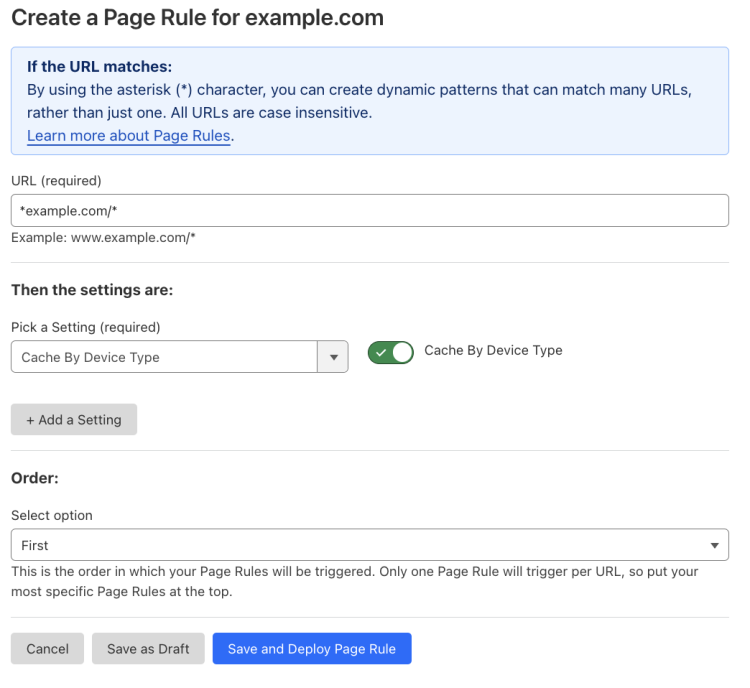 Create a Page Rule for example.com
If the URL matches:
By using the asterisk (*) character, you can create dynamic patterns that can match many URLs,
rather than just one. All URLs are case insensitive.
Learn more about Page Rules.
URL (required)
*example.com/*
Example: www.example.com/*
Then the settings are:
Pick a Setting (required)
Cache By Device Type
Cache By Device Type
+ Add a Setting
Order:
Select option
First
This is the order in which your Page Rules will be triggered. Only one Page Rule will trigger per URL, so put your
most specific Page Rules at the top.
Cancel
Save as Draft
Save and Deploy Page Rule